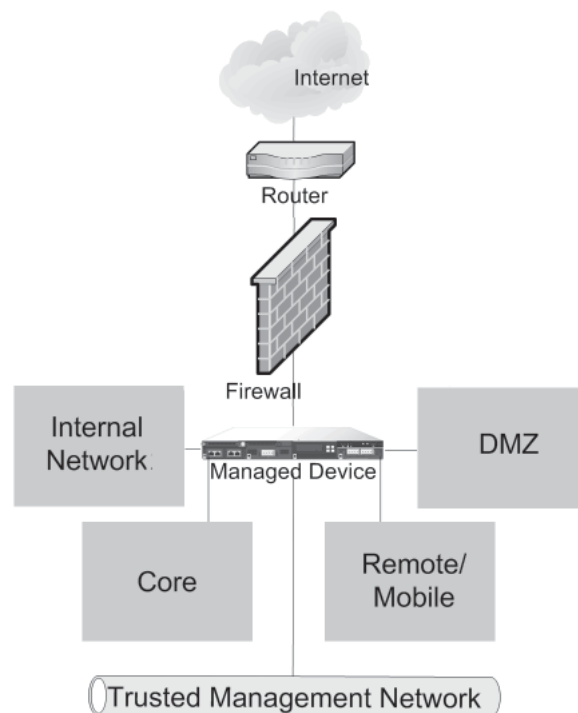 Internet
Router
Firewall
Internal
Network
Managed Device
DMZ
Core
Remote/
Mobile
Trusted Management Network